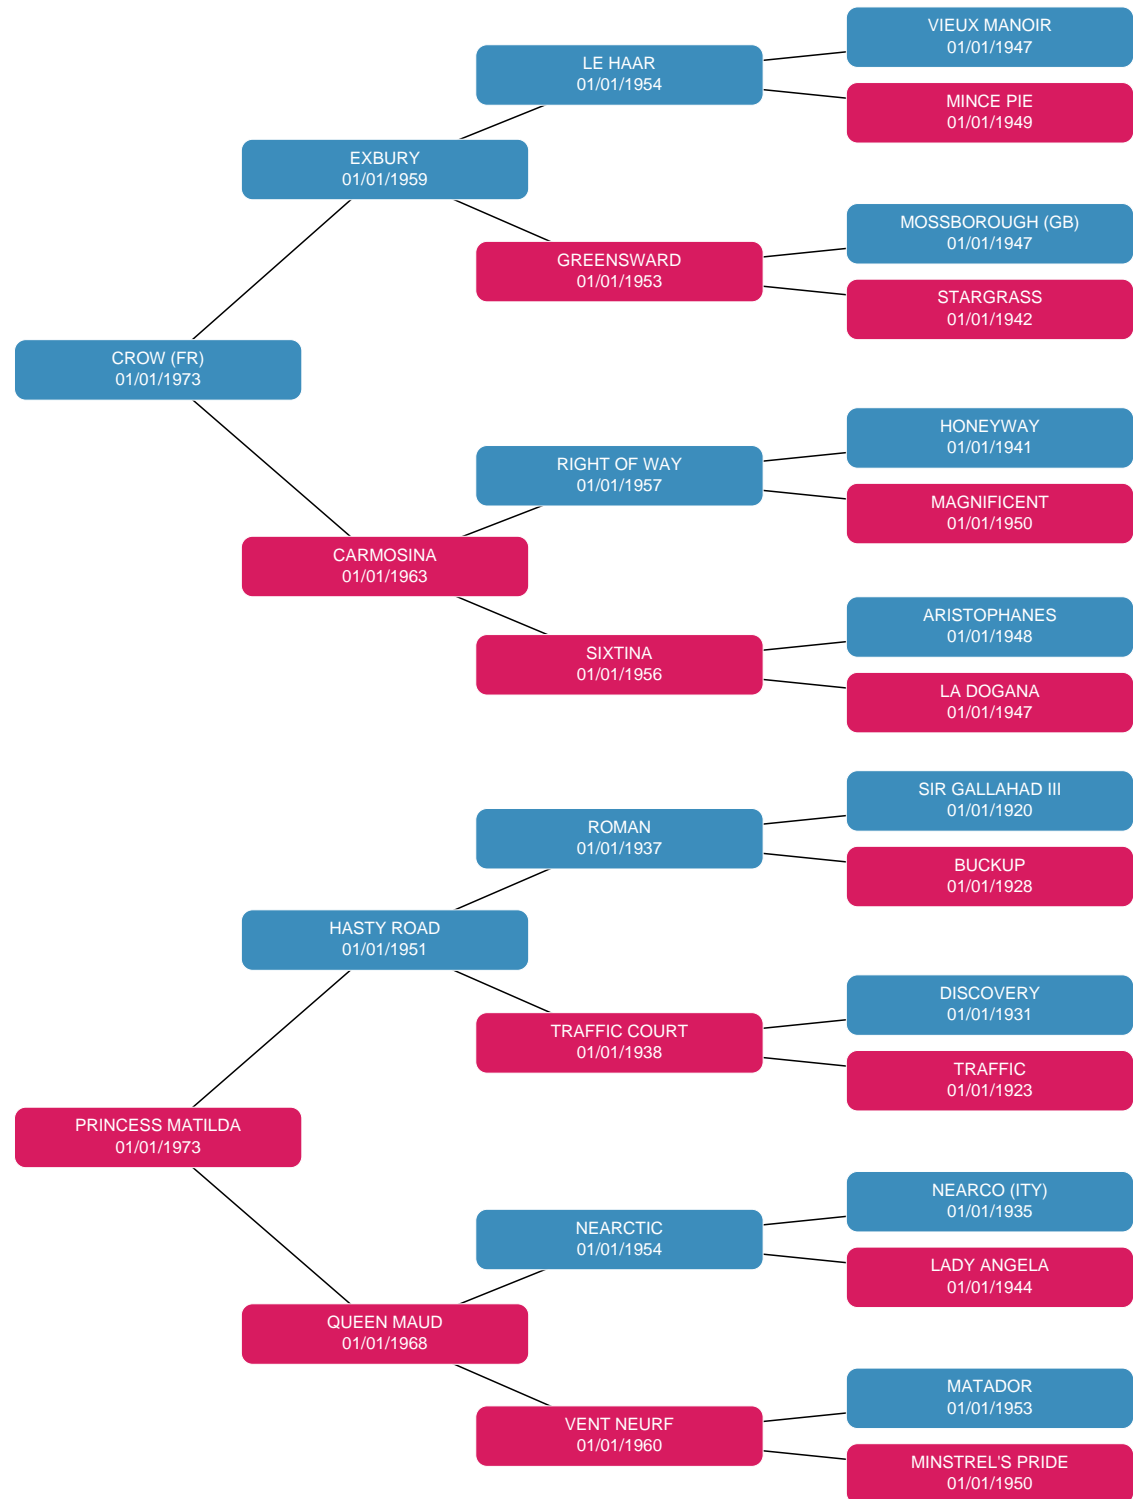 VIEUX MANOIR
01/01/1947
LE HAAR
01/01/1954
MINCE PIE
01/01/1949
EXBURY
01/01/1959
MOSSBOROUGH (GB)
01/01/1947
GREENSWARD
01/01/1953
STARGRASS
01/01/1942
CROW (FR)
01/01/1973
HONEYWAY
01/01/1941
RIGHT OF WAY
01/01/1957
MAGNIFICENT
01/01/1950
CARMOSINA
01/01/1963
ARISTOPHANES
01/01/1948
SIXTINA
01/01/1956
LA DOGANA
01/01/1947
SIR GALLAHAD III
01/01/1920
ROMAN
01/01/1937
BUCKUP
01/01/1928
HASTY ROAD
01/01/1951
DISCOVERY
01/01/1931
TRAFFIC COURT
01/01/1938
TRAFFIC
01/01/1923
PRINCESS MATILDA
01/01/1973
NEARCO (ITY)
01/01/1935
NEARCTIC
01/01/1954
LADY ANGELA
01/01/1944
QUEEN MAUD
01/01/1968
MATADOR
01/01/1953
VENT NEURF
01/01/1960
MINSTREL'S PRIDE
01/01/1950